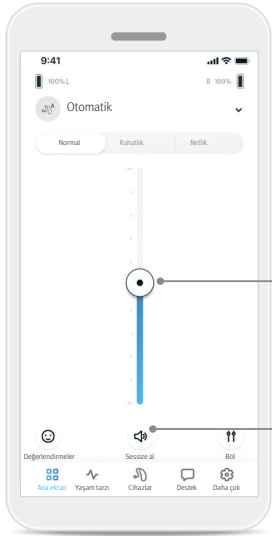 9:41
100% L
R 100%
A
Otomatik
Normal Rahatlık Netlik
Değerlendirmeler Sessize al Böl
Ana ekran Yaşam tarzı Cihazlar Destek Daha çok